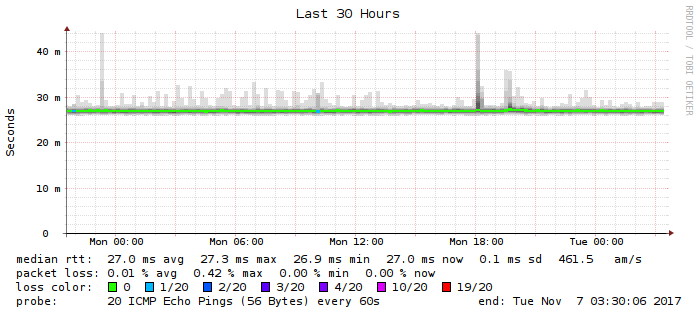 Last 30 Hours
RRDTOOL / TOBI OETIKER
Seconds
40 m
30 m
20 m
10 m
0
Mon 00:00 Mon 06:00 Mon 12:00 Mon 18:00 Tue 00:00
median rtt: 27.0 ms avg 27.3 ms max 26.9 ms min 27.0 ms now 0.1 ms sd 461.5 am/s
packet loss: 0.01 % avg 0.42 % max 0.00 % min 0.00 % now
loss color: 0 1/20 2/20 3/20 4/20 10/20 19/20
probe: 20 ICMP Echo Pings (56 Bytes) every 60s end: Tue Nov 7 03:30:06 2017